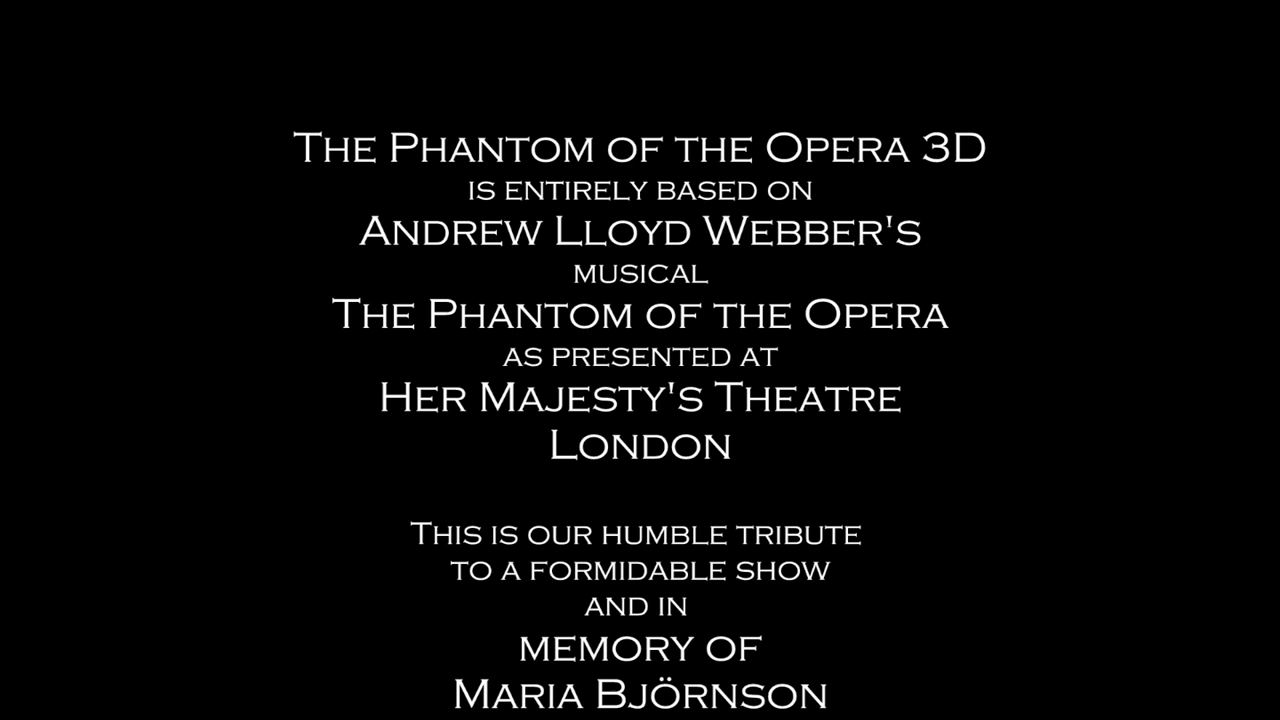 The Phantom of the Opera 3D
is entirely based on
Andrew Lloyd Webber's
musical
The Phantom of the Opera
as presented at
Her Majesty's Theatre
London
This is our humble tribute
to a formidable show
and in
memory of
Maria Björnson